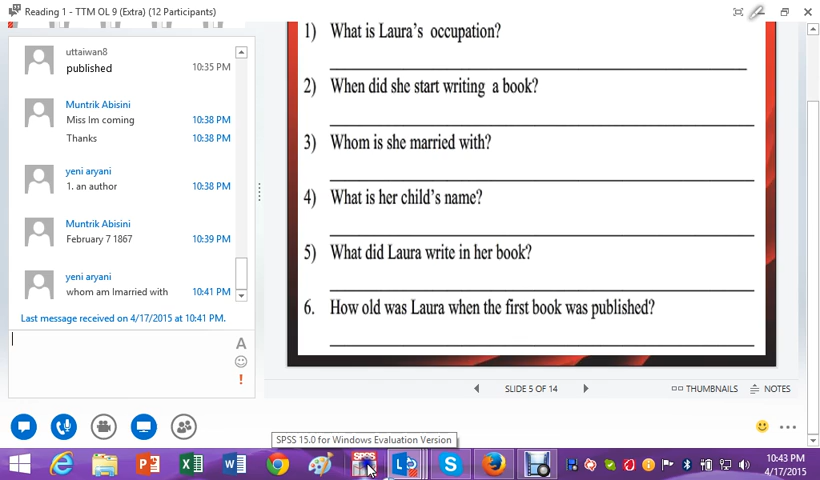 Reading 1 - TTM OL 9 (Extra) (12 Participants)
uttaiwan8
published 10:35 PM
Muntrik Abisini
Miss Im coming 10:38 PM
Thanks 10:38 PM
yeni aryani
1. an author 10:38 PM
Muntrik Abisini
February 7 1867 10:39 PM
yeni aryani
whom am Imarried with 10:41 PM
Last message received on 4/17/2015 at 10:41 PM.
A
!
1) What is Laura's occupation?
2) When did she start writing a book?
3) Whom is she married with?
4) What is her child's name?
5) What did Laura write in her book?
6. How old was Laura when the first book was published?
SLIDE 5 OF 14
THUMBNAILS
NOTES
SPSS 15.0 for Windows Evaluation Version
SPSS
10:43 PM
4/17/2015